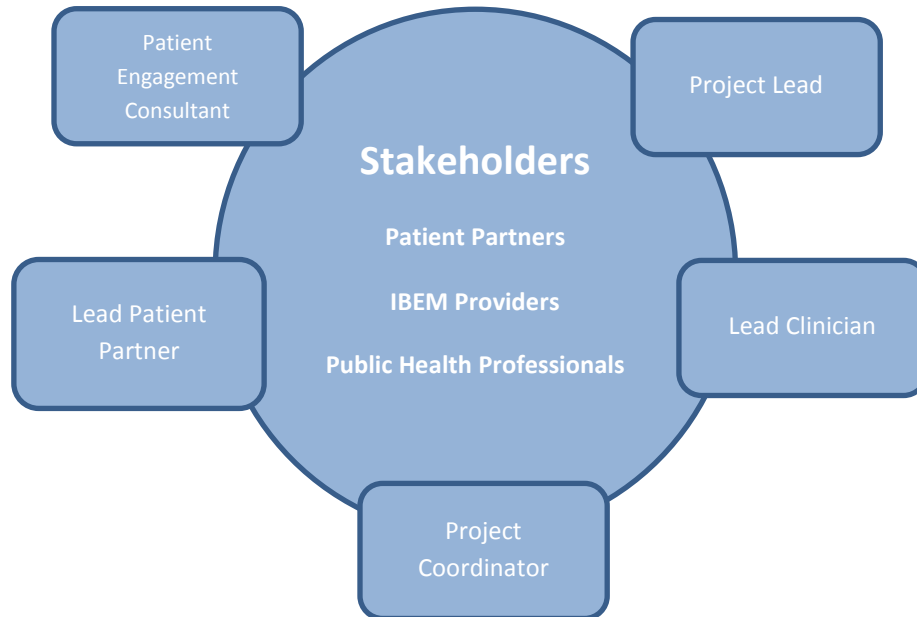 Patient
Engagement
Consultant
Project Lead
Stakeholders
Patient Partners
IBEM Providers
Public Health Professionals
Lead Patient
Partner
Lead Clinician
Project
Coordinator